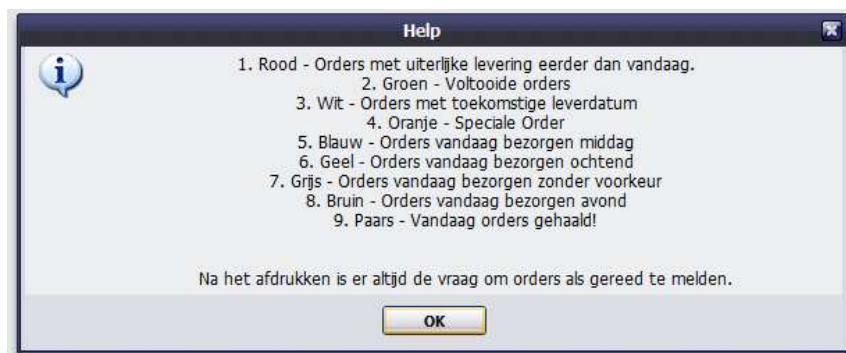 Help
1. Rood - Orders met uiterlijke levering eerder dan vandaag.
2. Groen - Voltooide orders
3. Wit - Orders met toekomstige leverdatum
4. Oranje - Speciale Order
5. Blauw - Orders vandaag bezorgen middag
6. Geel - Orders vandaag bezorgen ochtend
7. Grijs - Orders vandaag bezorgen zonder voorkeur
8. Bruin - Orders vandaag bezorgen avond
9. Paars - Vandaag orders gehaald!
Na het afdrukken is er altijd de vraag om orders als gereed te melden.
OK